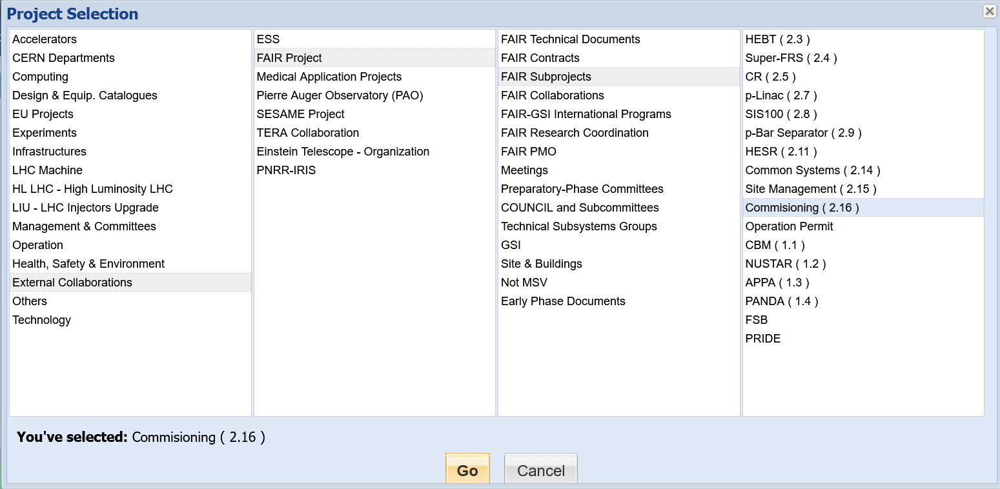 Project Selection
Accelerators
CERN Departments
Computing
Design & Equip. Catalogues
EU Projects
Experiments
Infrastructures
LHC Machine
HL LHC - High Luminosity LHC
LIU - LHC Injectors Upgrade
Management & Committees
Operation
Health, Safety & Environment
External Collaborations
Others
Technology
ESS
FAIR Project
Medical Application Projects
Pierre Auger Observatory (PAO)
SESAME Project
TERA Collaboration
Einstein Telescope - Organization
PNRR-IRIS
FAIR Technical Documents
FAIR Contracts
FAIR Subprojects
FAIR Collaborations
FAIR-GSI International Programs
FAIR Research Coordination
FAIR PMO
Meetings
Preparatory-Phase Committees
COUNCIL and Subcommittees
Technical Subsystems Groups
GSI
Site & Buildings
Not MSV
Early Phase Documents
HEBT ( 2.3 )
Super-FRS ( 2.4 )
CR ( 2.5 )
p-Linac ( 2.7 )
SIS100 ( 2.8 )
p-Bar Separator ( 2.9 )
HESR ( 2.11 )
Common Systems ( 2.14 )
Site Management ( 2.15 )
Commisioning ( 2.16 )
Operation Permit
CBM ( 1.1 )
NUSTAR ( 1.2 )
APPA ( 1.3 )
PANDA ( 1.4 )
FSB
PRIDE
You've selected: Commisioning ( 2.16 )
Go Cancel